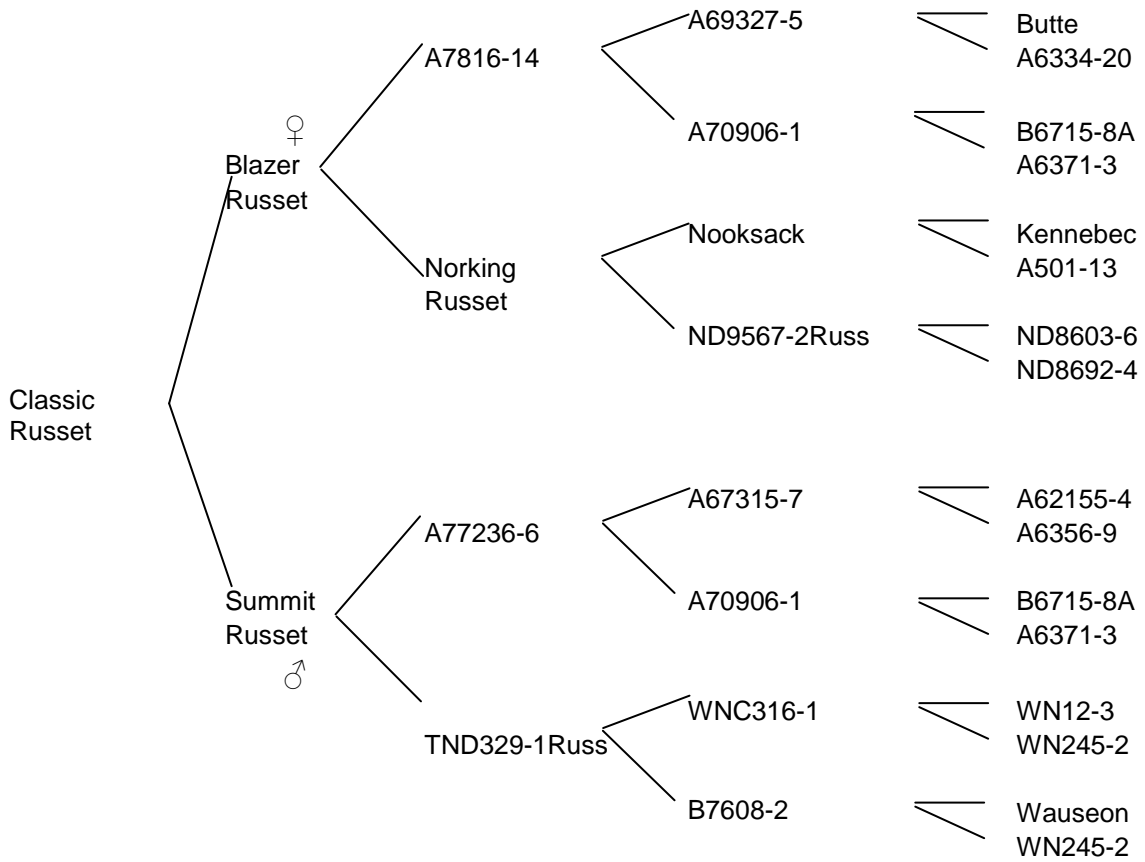 A69327-5
Butte
A7816-14
A6334-20
A70906-1
B6715-8A
♀
Blazer
A6371-3
Russet
Nooksack
Kennebec
Norking
A501-13
Russet
ND9567-2Russ
ND8603-6
ND8692-4
Classic
Russet
A67315-7
A62155-4
A77236-6
A6356-9
Summit
A70906-1
B6715-8A
Russet
A6371-3
♂
WNC316-1
WN12-3
TND329-1Russ
WN245-2
B7608-2
Wauseon
WN245-2